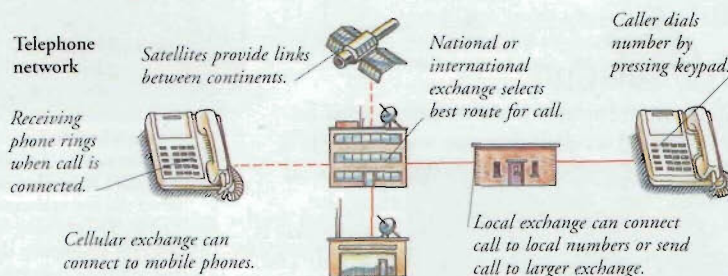 Telephone
network
Satellites provide links
between continents.
National or
international
exchange selects
best route for call.
Caller dials
number by
pressing keypad.
Receiving
phone rings
when call is
connected.
Cellular exchange can
connect to mobile phones.
Local exchange can connect
call to local numbers or send
call to larger exchange.